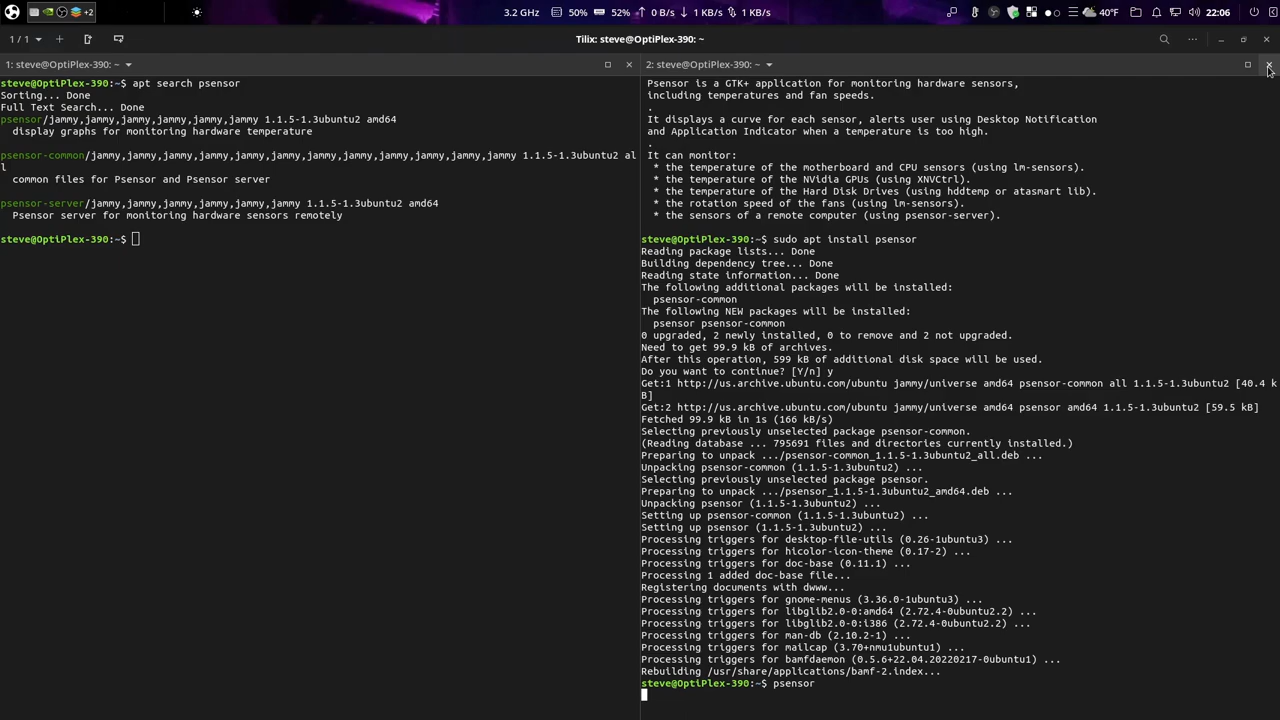 +2
3.2 GHz 50% 52% 0 B/s 1 KB/s 1 KB/s
40°F 22:06
1 / 1
Tilix: steve@OptiPlex-390: ~
1: steve@OptiPlex-390: ~
steve@OptiPlex-390:~$ apt search psensor
Sorting... Done
Full Text Search... Done
psensor/jammy,jammy,jammy,jammy,jammy,jammy 1.1.5-1.3ubuntu2 amd64
display graphs for monitoring hardware temperature
psensor-common/jammy,jammy,jammy,jammy,jammy,jammy,jammy,jammy,jammy,jammy,jammy,jammy 1.1.5-1.3ubuntu2 al
l
common files for Psensor and Psensor server
psensor-server/jammy,jammy,jammy,jammy,jammy,jammy 1.1.5-1.3ubuntu2 amd64
Psensor server for monitoring hardware sensors remotely
steve@OptiPlex-390:~$
2: steve@OptiPlex-390: ~
Psensor is a GTK+ application for monitoring hardware sensors,
including temperatures and fan speeds.
.
It displays a curve for each sensor, alerts user using Desktop Notification
and Application Indicator when a temperature is too high.
.
It can monitor:
* the temperature of the motherboard and CPU sensors (using lm-sensors).
* the temperature of the NVidia GPUs (using XNVCtrl).
* the temperature of the Hard Disk Drives (using hddtemp or atasmart lib).
* the rotation speed of the fans (using lm-sensors).
* the sensors of a remote computer (using psensor-server).
steve@OptiPlex-390:~$ sudo apt install psensor
Reading package lists... Done
Building dependency tree... Done
Reading state information... Done
The following additional packages will be installed:
psensor-common
The following NEW packages will be installed:
psensor psensor-common
0 upgraded, 2 newly installed, 0 to remove and 2 not upgraded.
Need to get 99.9 kB of archives.
After this operation, 599 kB of additional disk space will be used.
Do you want to continue? [Y/n] y
Get:1 http://us.archive.ubuntu.com/ubuntu jammy/universe amd64 psensor-common all 1.1.5-1.3ubuntu2 [40.4 k
B]
Get:2 http://us.archive.ubuntu.com/ubuntu jammy/universe amd64 psensor amd64 1.1.5-1.3ubuntu2 [59.5 kB]
Fetched 99.9 kB in 1s (166 kB/s)
Selecting previously unselected package psensor-common.
(Reading database ... 795691 files and directories currently installed.)
Preparing to unpack .../psensor-common_1.1.5-1.3ubuntu2_all.deb ...
Unpacking psensor-common (1.1.5-1.3ubuntu2) ...
Selecting previously unselected package psensor.
Preparing to unpack .../psensor_1.1.5-1.3ubuntu2_amd64.deb ...
Unpacking psensor (1.1.5-1.3ubuntu2) ...
Setting up psensor-common (1.1.5-1.3ubuntu2) ...
Setting up psensor (1.1.5-1.3ubuntu2) ...
Processing triggers for desktop-file-utils (0.26-1ubuntu3) ...
Processing triggers for hicolor-icon-theme (0.17-2) ...
Processing triggers for doc-base (0.11.1) ...
Processing 1 added doc-base file...
Registering documents with dwww...
Processing triggers for gnome-menus (3.36.0-1ubuntu3) ...
Processing triggers for libglib2.0-0:amd64 (2.72.4-0ubuntu2.2) ...
Processing triggers for libglib2.0-0:i386 (2.72.4-0ubuntu2.2) ...
Processing triggers for man-db (2.10.2-1) ...
Processing triggers for mailcap (3.70+nmu1ubuntu1) ...
Processing triggers for bamfdaemon (0.5.6+22.04.20220217-0ubuntu1) ...
Rebuilding /usr/share/applications/bamf-2.index...
steve@OptiPlex-390:~$ psensor